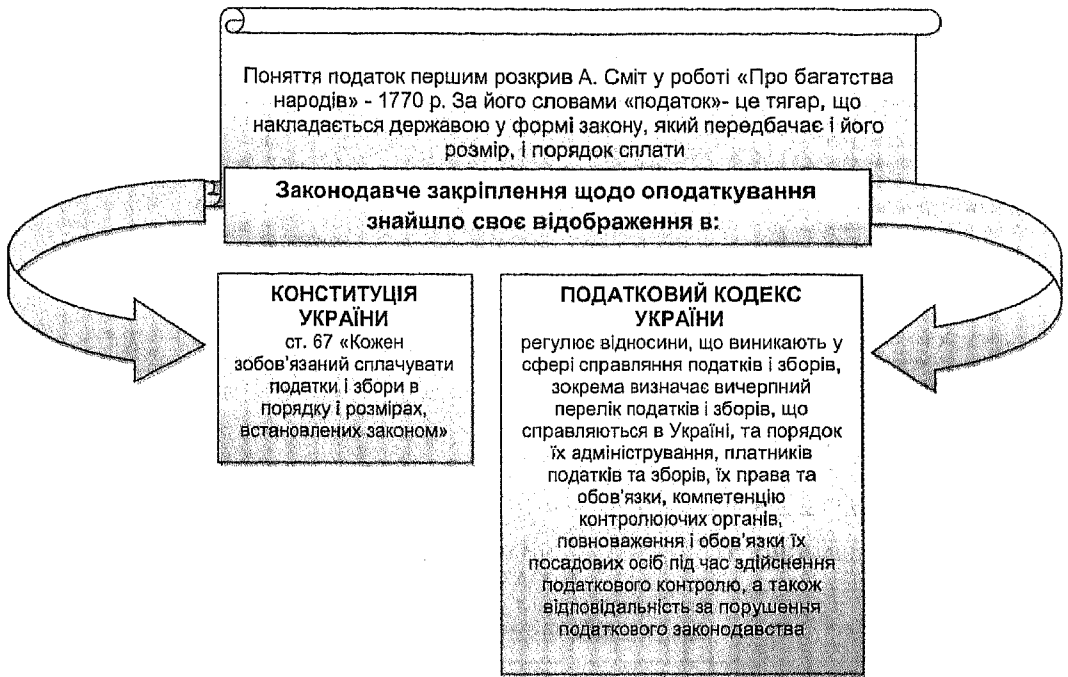 Поняття податок першим розкрив А. Сміт у роботі «Про багатства
народів» - 1770 р. За його словами «податок»- це тягар, що
накладається державою у формі закону, який передбачає і його
розмір, і порядок сплати
Законодавче закріплення щодо оподаткування
знайшло своє відображення в:
КОНСТИТУЦІЯ
УКРАЇНИ
ст. 67 «Кожен
зобов'язаний сплачувати
податки і збори в
порядку і розмірах,
встановлених законом»
ПОДАТКОВИЙ КОДЕКС
УКРАЇНИ
регулює відносини, що виникають у
сфері справляння податків і зборів,
зокрема визначає вичерпний
перелік податків і зборів, що
справляються в Україні, та порядок
їх адміністрування, платників
податків та зборів, їх права та
обов'язки, компетенцію
контролюючих органів,
повноваження і обов'язки їх
посадових осіб під час здійснення
податкового контролю, а також
відповідальність за порушення
податкового законодавства